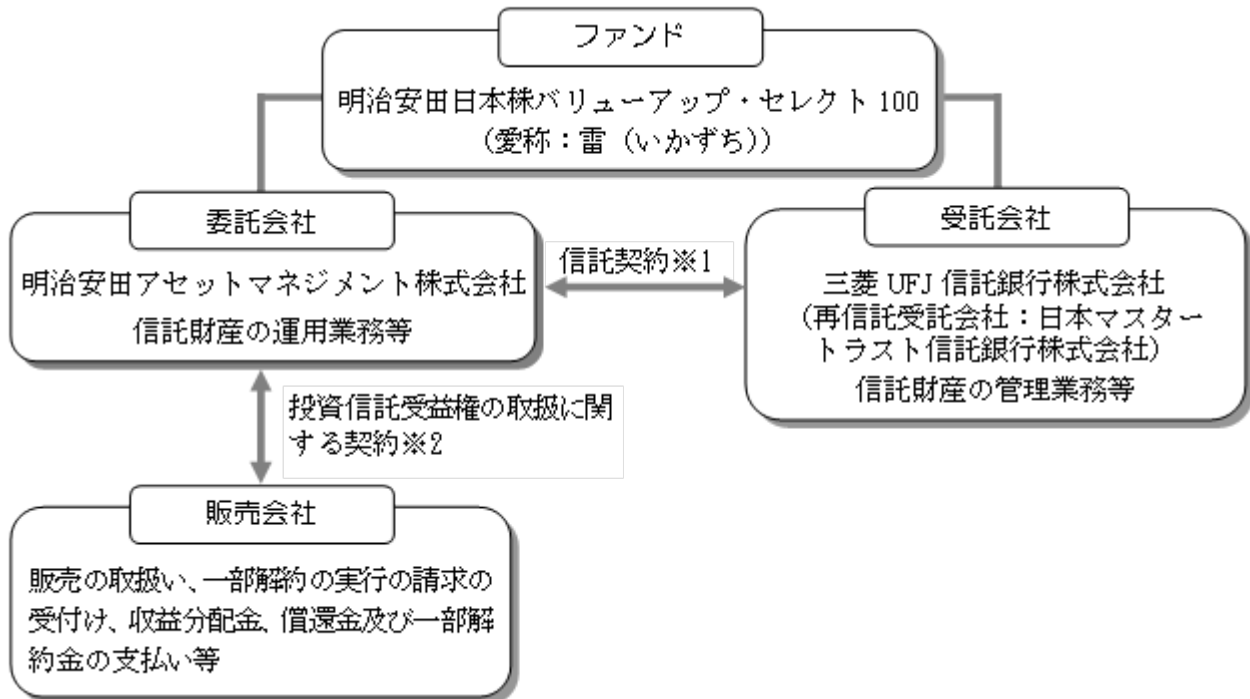 ファンド
明治安田日本株バリューアップ・セレクト 100
（愛称：雷（いかずち））
委託会社
明治安田アセットマネジメント株式会社
信託財産の運用業務等
信託契約※1
受託会社
三菱 UFJ 信託銀行株式会社
（再信託受託会社：日本マスター
トラスト信託銀行株式会社）
信託財産の管理業務等
投資信託受益権の取扱に関
する契約※2
販売会社
販売の取扱い、一部解約の実行の請求の
受付け、収益分配金、償還金及び一部解
約金の支払い等